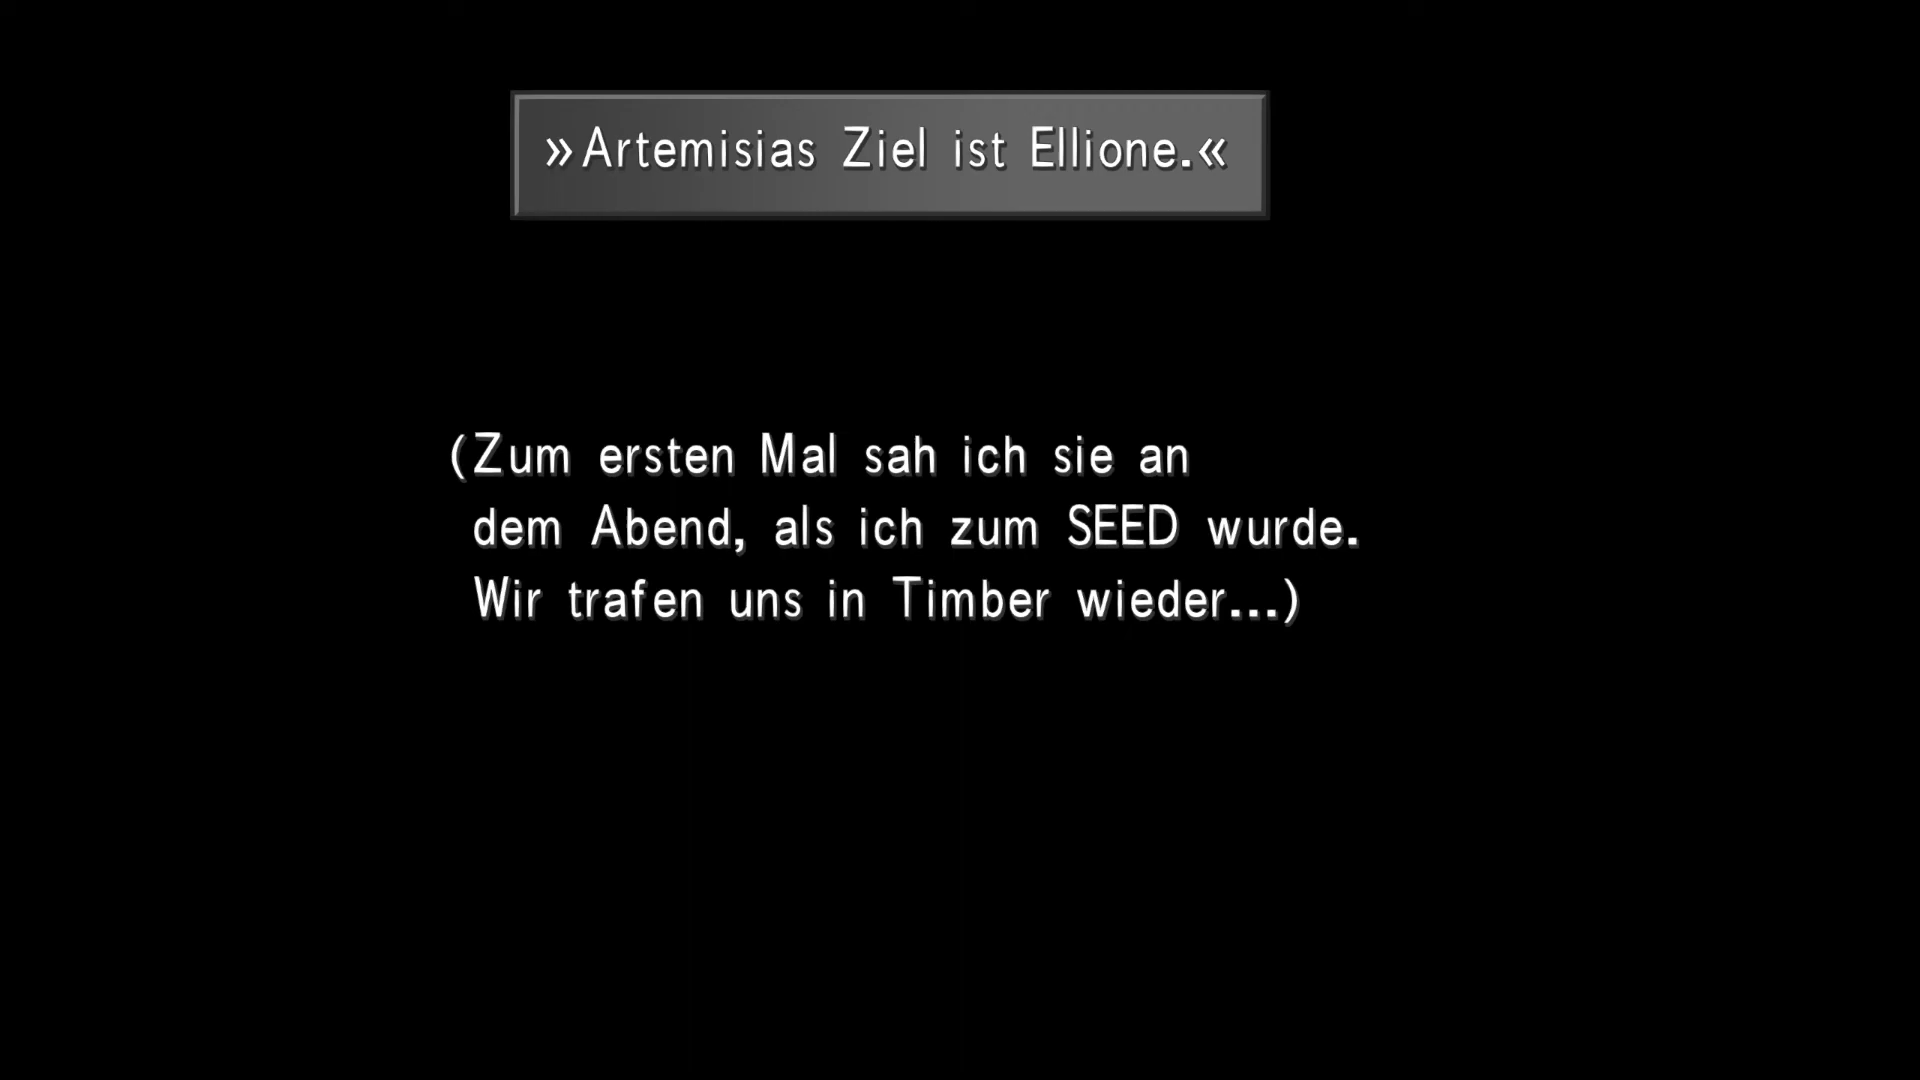 »Artemisias Ziel ist Ellione.«
(Zum ersten Mal sah ich sie an
dem Abend, als ich zum SEED wurde.
Wir trafen uns in Timber wieder...)